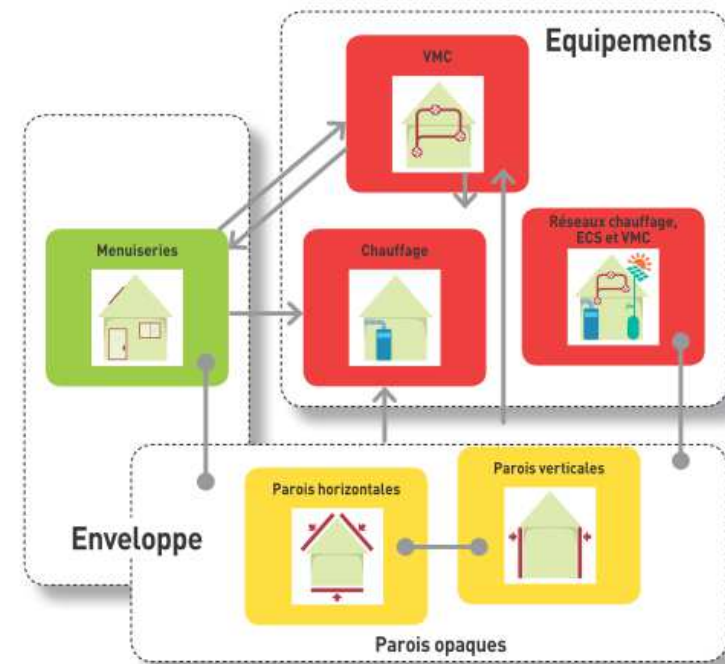 Equipements
VMC
Menuiseries
Chauffage
Réseaux chauffage,
ECS et VMC
Parois horizontales
Parois verticales
Enveloppe
Parois opaques